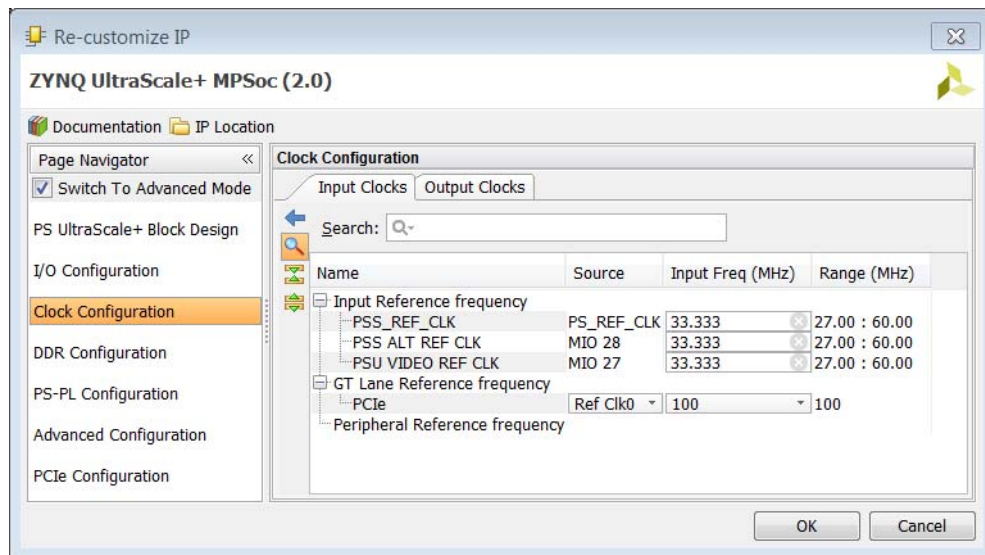 Re-customize IP
ZYNQ UltraScale+ MPSoc (2.0)
Documentation IP Location
Page Navigator «
Switch To Advanced Mode
PS UltraScale+ Block Design
I/O Configuration
Clock Configuration
DDR Configuration
PS-PL Configuration
Advanced Configuration
PCIe Configuration
Clock Configuration
Input Clocks Output Clocks
Search:
Name Source Input Freq (MHz) Range (MHz)
Input Reference frequency
PSS_REF_CLK PS_REF_CLK 33.333 27.00 : 60.00
PSS ALT REF CLK MIO 28 33.333 27.00 : 60.00
PSU VIDEO REF CLK MIO 27 33.333 27.00 : 60.00
GT Lane Reference frequency
PCIe Ref Clk0 100 100
Peripheral Reference frequency
OK Cancel